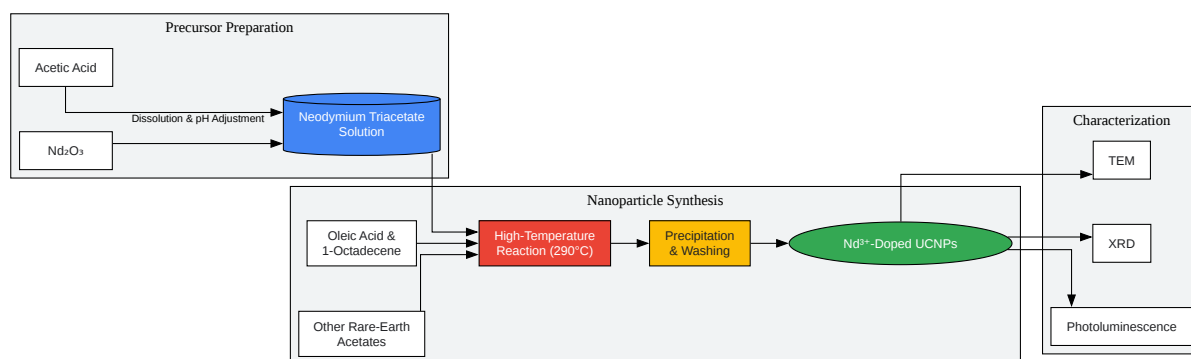 Precursor Preparation
Acetic Acid
Dissolution & pH Adjustment
Nd₂O₃
Neodymium Triacetate
Solution
Nanoparticle Synthesis
Oleic Acid &
1-Octadecene
Other Rare-Earth
Acetates
High-Temperature
Reaction (290°C)
Precipitation
& Washing
Nd³⁺-Doped UCNPs
Characterization
TEM
XRD
Photoluminescence